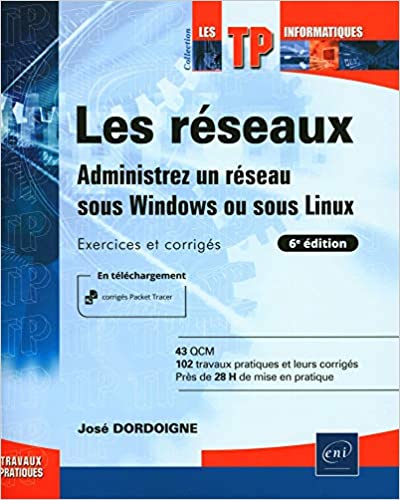 Collection
LES TP INFORMATIQUES
Les réseaux
Administrez un réseau
sous Windows ou sous Linux
Exercices et corrigés
6e édition
En téléchargement
corrigés Packet Tracer
43 QCM
102 travaux pratiques et leurs corrigés
Près de 28 H de mise en pratique
José DORDOIGNE
TRAVAUX
PRATIQUES
eni